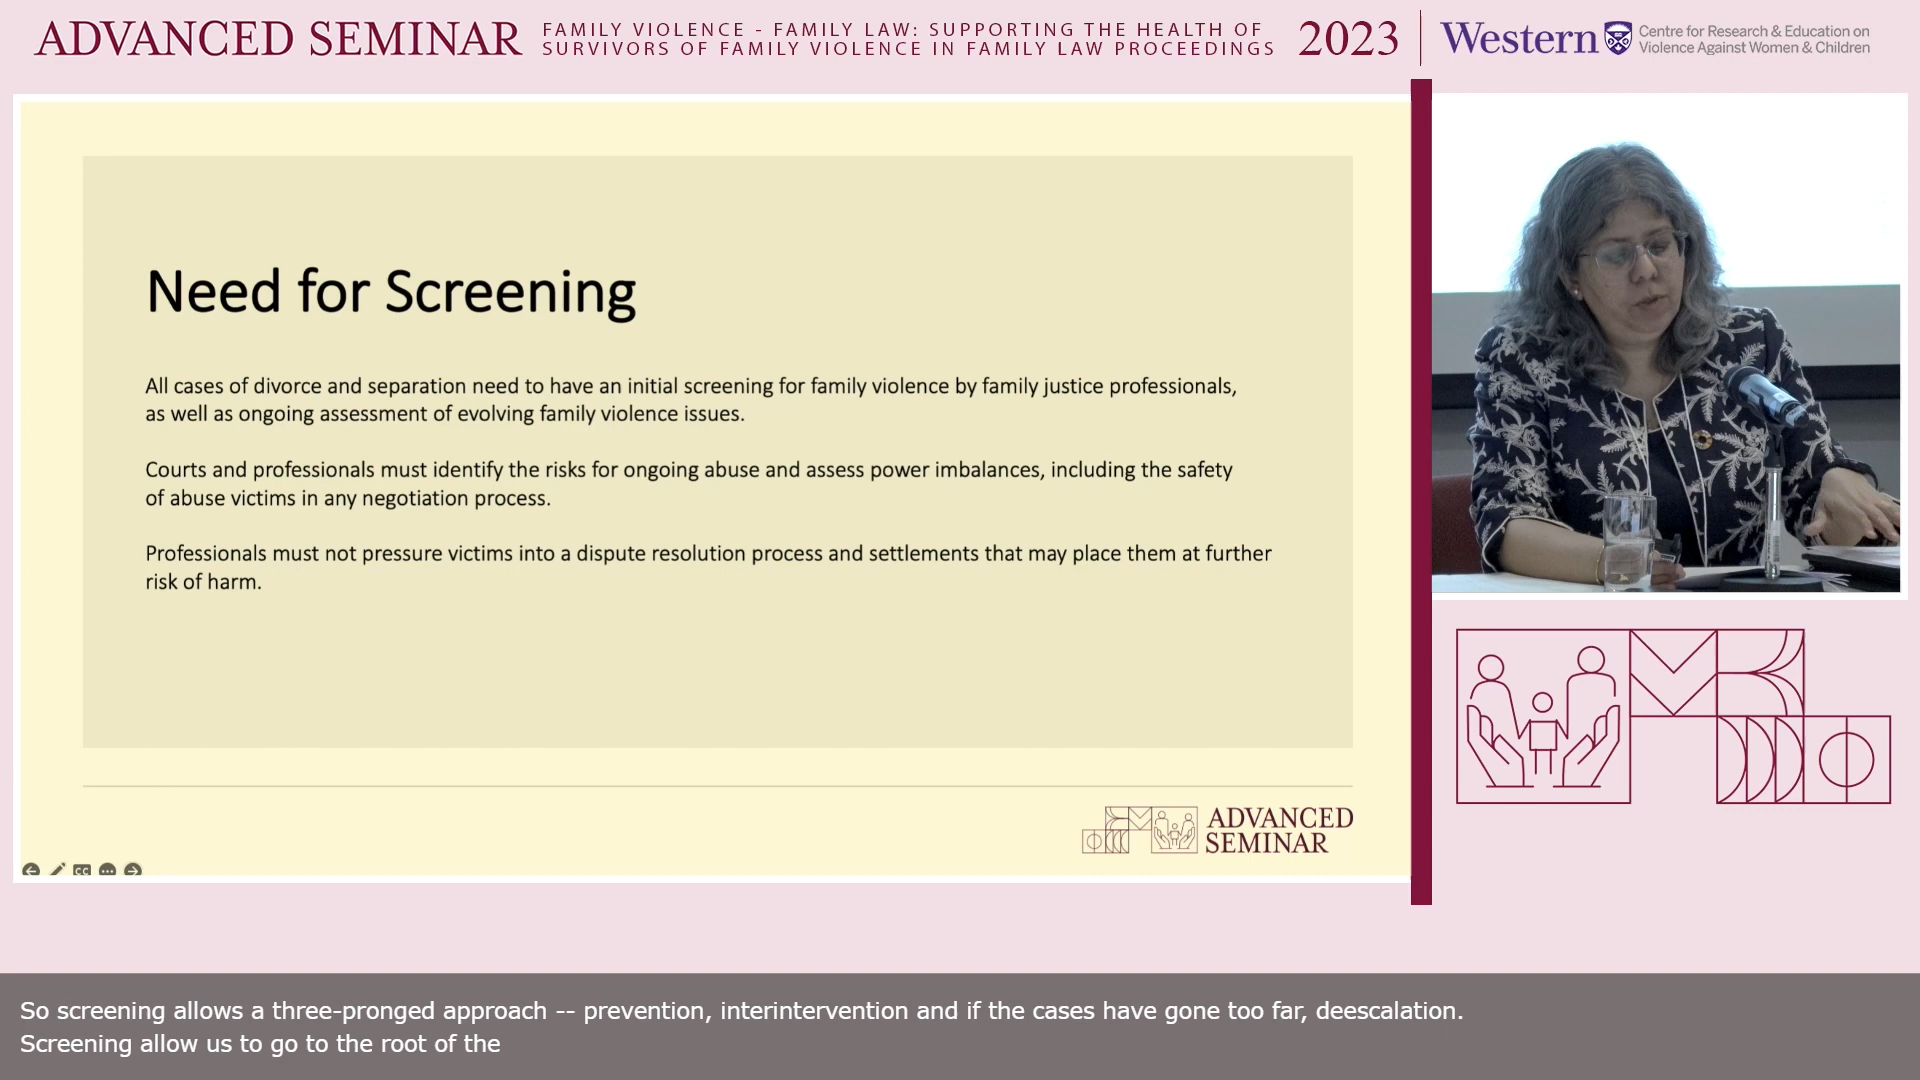 ADVANCED SEMINAR
FAMILY VIOLENCE - FAMILY LAW: SUPPORTING THE HEALTH OF
SURVIVORS OF FAMILY VIOLENCE IN FAMILY LAW PROCEEDINGS
2023
Western
Centre for Research & Education on
Violence Against Women & Children
Need for Screening
All cases of divorce and separation need to have an initial screening for family violence by family justice professionals,
as well as ongoing assessment of evolving family violence issues.
Courts and professionals must identify the risks for ongoing abuse and assess power imbalances, including the safety
of abuse victims in any negotiation process.
Professionals must not pressure victims into a dispute resolution process and settlements that may place them at further
risk of harm.
ADVANCED
SEMINAR
CC
So screening allows a three-pronged approach -- prevention, interintervention and if the cases have gone too far, deescalation.
Screening allow us to go to the root of the